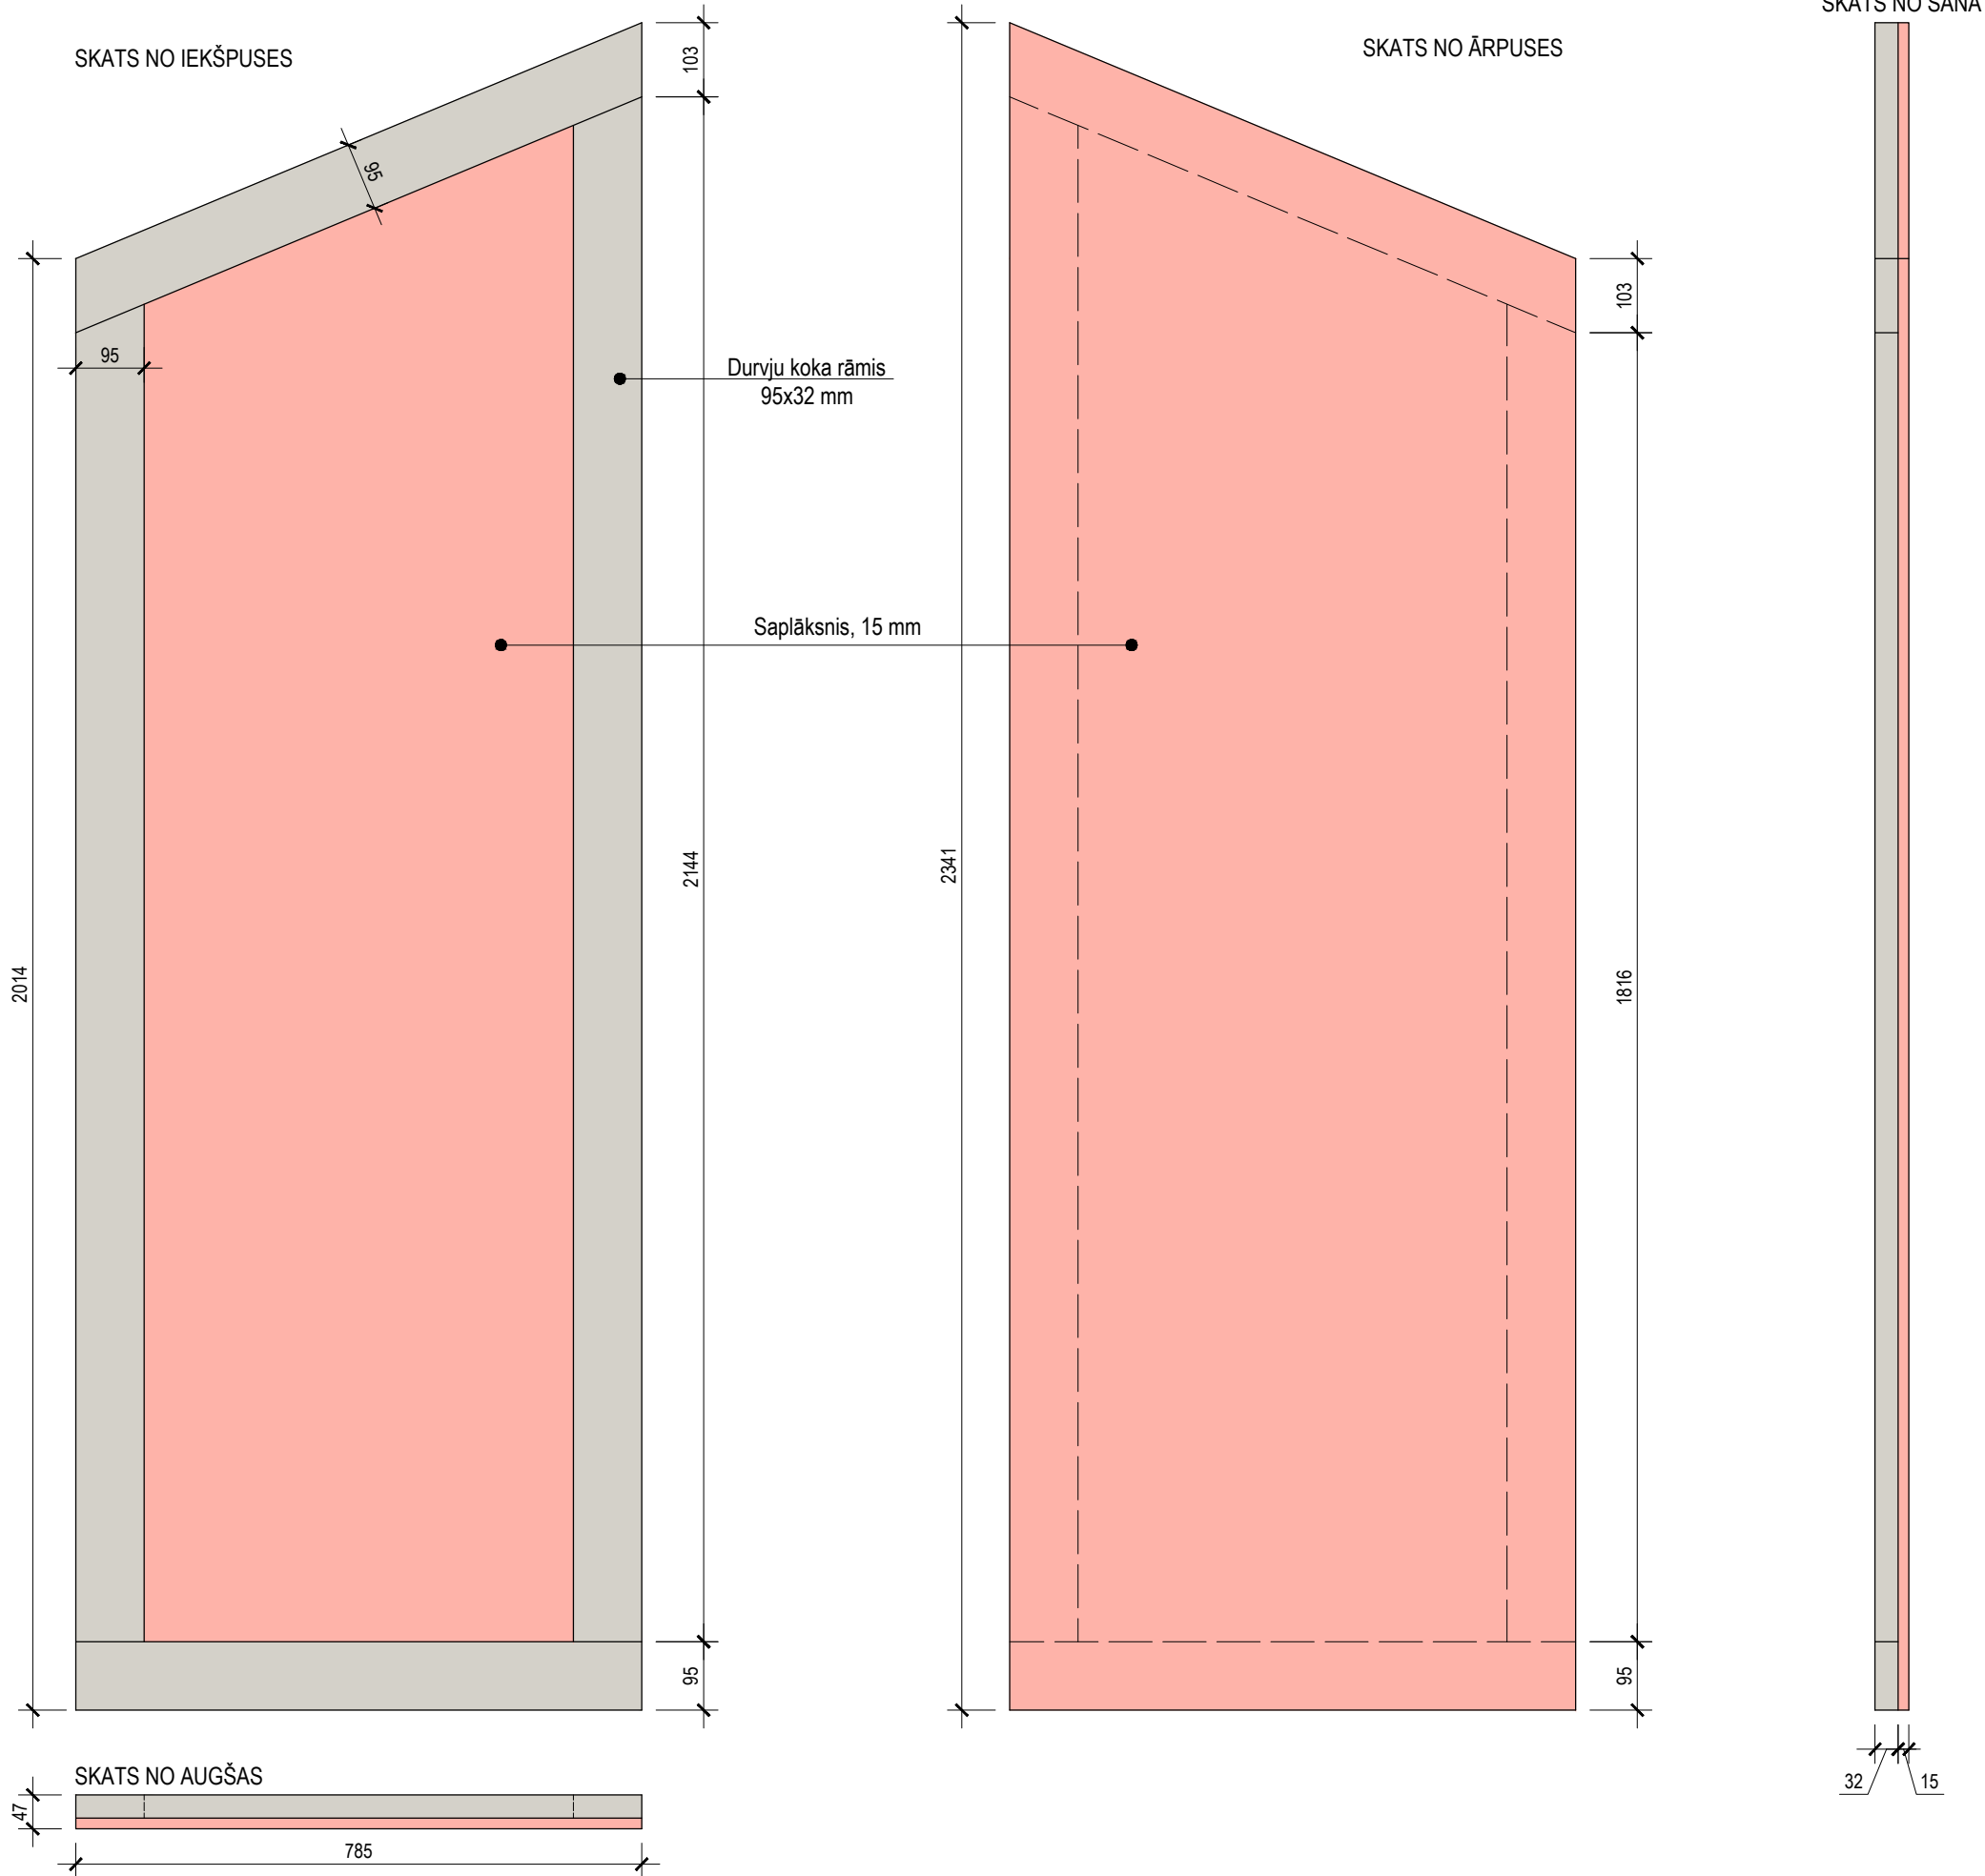 SKATS NO SĀNA
SKATS NO IEKŠPUSES
SKATS NO ĀRPUSES
103
95
103
95
Durvju koka rāmis
95x32 mm
Saplāksnis, 15 mm
2144
2341
2014
1816
95
95
32
15
SKATS NO AUGŠAS
47
785